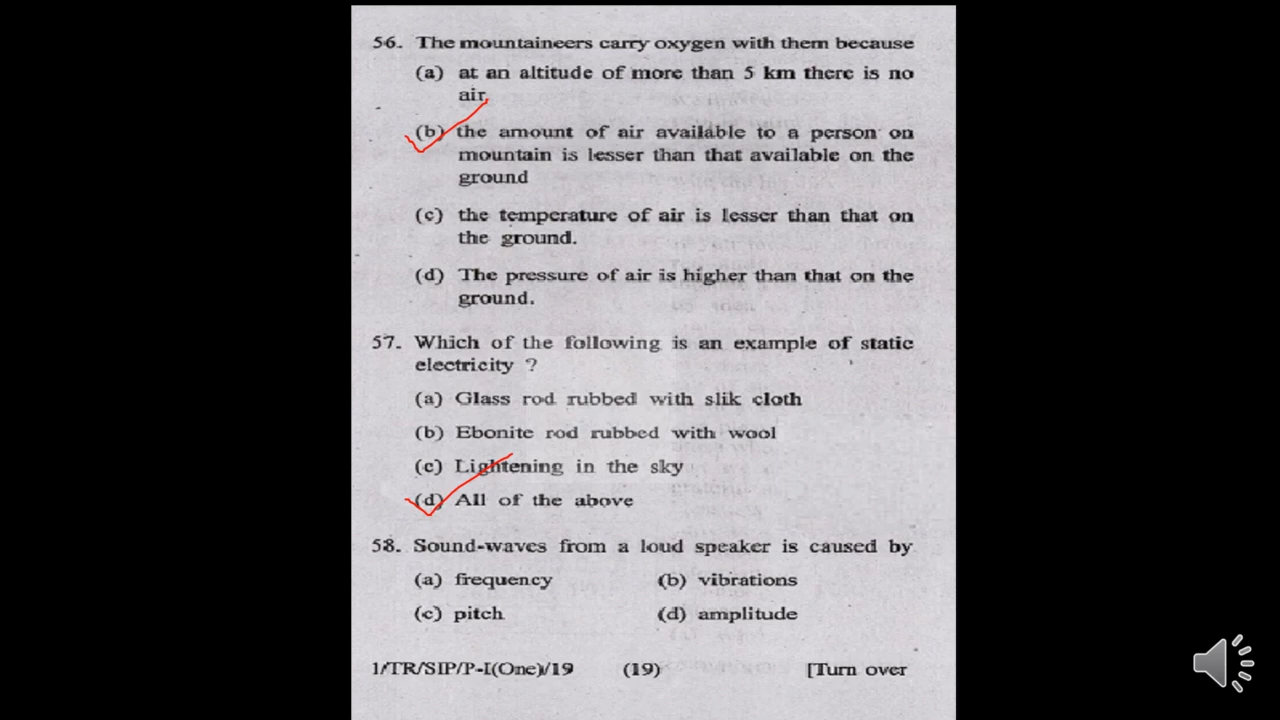 56. The mountaineers carry oxygen with them because
(a) at an altitude of more than 5 km there is no
air.
(b) the amount of air available to a person on
mountain is lesser than that available on the
ground
(c) the temperature of air is lesser than that on
the ground.
(d) The pressure of air is higher than that on the
ground.
57. Which of the following is an example of static
electricity ?
(a) Glass rod rubbed with slik cloth
(b) Ebonite rod rubbed with wool
(c) Lightening in the sky
(d) All of the above
58. Sound-waves from a loud speaker is caused by
(a) frequency (b) vibrations
(c) pitch (d) amplitude
1/TR/SIP/P-I(One)/19 (19) [Turn over